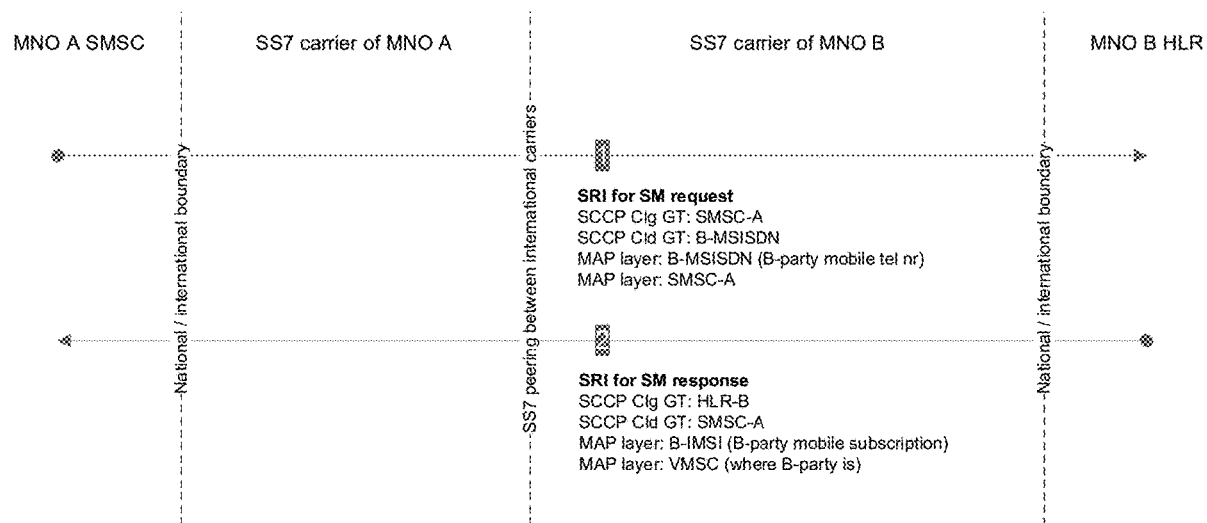 MNO A SMSC
SS7 carrier of MNO A
SS7 carrier of MNO B
MNO B HLR
National / international boundary
SS7 peering between international carriers
National / international boundary
SRI for SM request
SCCP Clg GT: SMSC-A
SCCP Cld GT: B-MSISDN
MAP layer: B-MSISDN (B-party mobile tel nr)
MAP layer: SMSC-A
SRI for SM response
SCCP Clg GT: HLR-B
SCCP Cld GT: SMSC-A
MAP layer: B-IMSI (B-party mobile subscription)
MAP layer: VMSC (where B-party is)